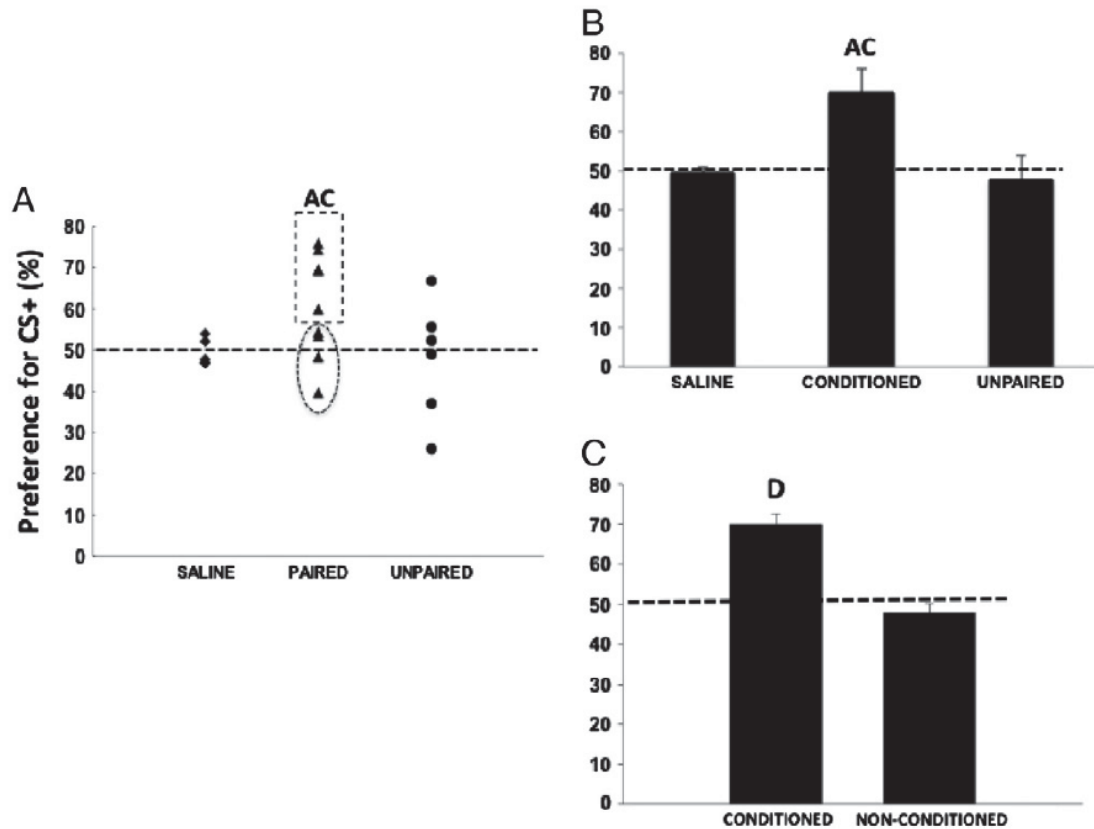 A
Preference for CS+ (%)
AC
80
70
60
50
40
30
20
10
0
SALINE PAIRED UNPAIRED
B
AC
80
70
60
50
40
30
20
10
0
SALINE CONDITIONED UNPAIRED
C
D
80
70
60
50
40
30
20
10
0
CONDITIONED NON-CONDITIONED